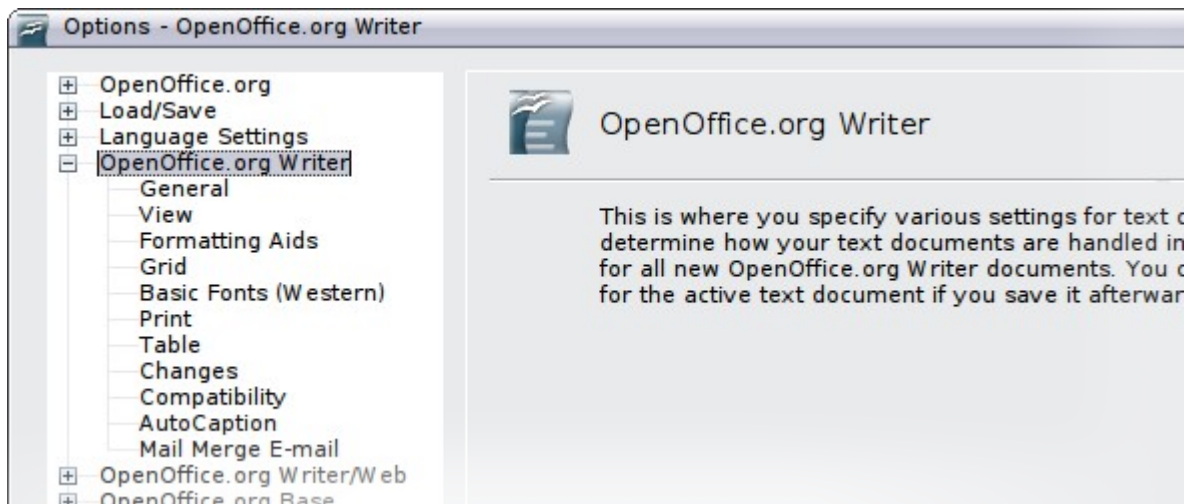 Options - OpenOffice.org Writer
OpenOffice.org
Load/Save
Language Settings
OpenOffice.org Writer
General
View
Formatting Aids
Grid
Basic Fonts (Western)
Print
Table
Changes
Compatibility
AutoCaption
Mail Merge E-mail
OpenOffice.org Writer/Web
OpenOffice.org Base
OpenOffice.org Writer
This is where you specify various settings for text
determine how your text documents are handled in
for all new OpenOffice.org Writer documents. You
for the active text document if you save it